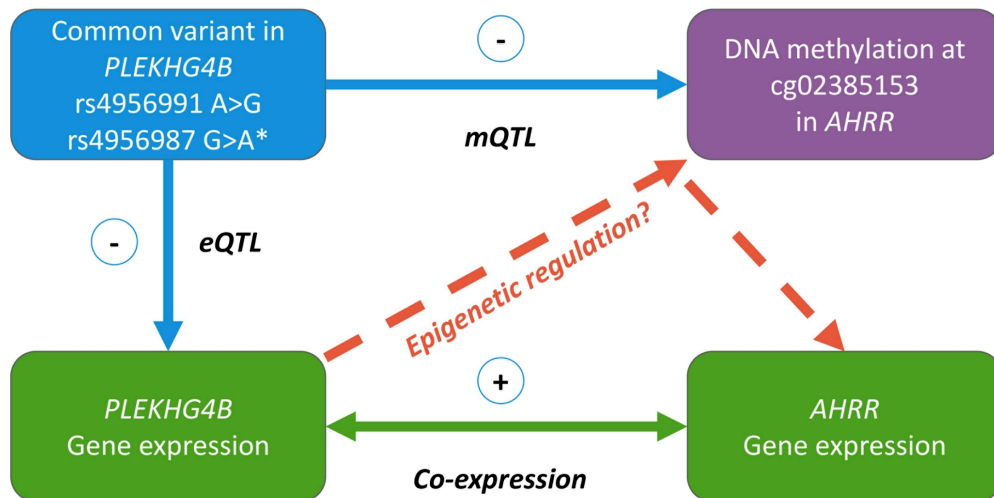 Common variant in
PLEKHG4B
rs4956991 A>G
rs4956987 G>A*
-
mQTL
DNA methylation at
cg02385153
in AHRR
-
eQTL
Epigenetic regulation?
PLEKHG4B
Gene expression
+
Co-expression
AHRR
Gene expression